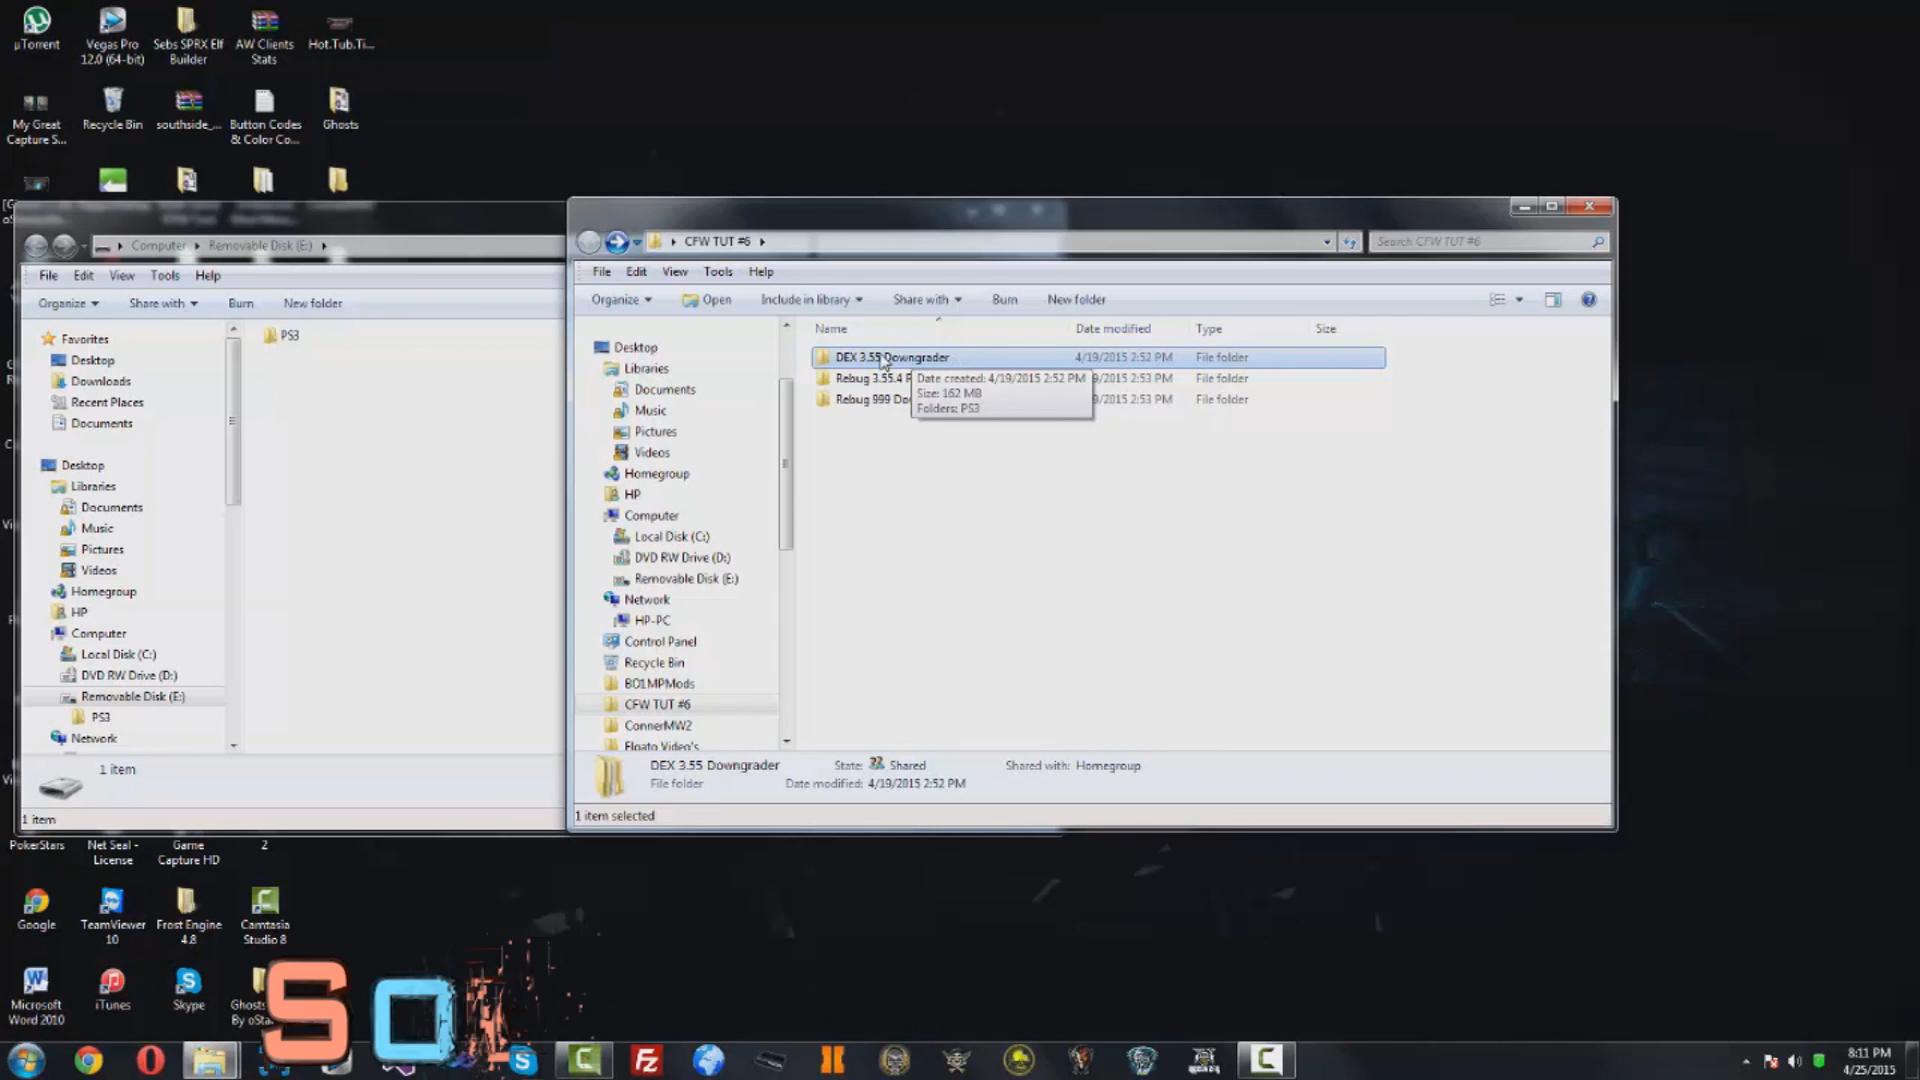 µTorrent
Vegas Pro
12.0 (64-bit)
Sebs SPRX Elf
Builder
AW Clients
Stats
Hot.Tub.Ti...
My Great
Capture S...
Recycle Bin
southside_...
Button Codes
& Color Co...
Ghosts
Computer
Removable Disk (E:)
File
Edit
View
Tools
Help
Organize
Share with
Burn
New folder
Favorites
Desktop
Downloads
Recent Places
Documents
Desktop
Libraries
Documents
Music
Pictures
Videos
Homegroup
HP
Computer
Local Disk (C:)
DVD RW Drive (D:)
Removable Disk (E:)
PS3
Network
PS3
1 item
1 item
CFW TUT #6
Search CFW TUT #6
File
Edit
View
Tools
Help
Organize
Open
Include in library
Share with
Burn
New folder
Desktop
Libraries
Documents
Music
Pictures
Videos
Homegroup
HP
Computer
Local Disk (C:)
DVD RW Drive (D:)
Removable Disk (E:)
Network
HP-PC
Control Panel
Recycle Bin
BO1MPMods
CFW TUT #6
ConnerMW2
Floato Video's
Name
Date modified
Type
Size
DEX 3.55 Downgrader
4/19/2015 2:52 PM
File folder
Rebug 3.55.4
2:53 PM
File folder
Rebug 999
2:53 PM
File folder
Date created: 4/19/2015 2:52 PM
Size: 162 MB
Folders: PS3
DEX 3.55 Downgrader
State:
Shared
Shared with: Homegroup
File folder
Date modified: 4/19/2015 2:52 PM
1 item selected
PokerStars
Net Seal -
License
Game
Capture HD
2
Google
TeamViewer
10
Frost Engine
4.8
Camtasia
Studio 8
Microsoft
Word 2010
iTunes
Skype
Ghosts
So
8:11 PM
4/25/2015